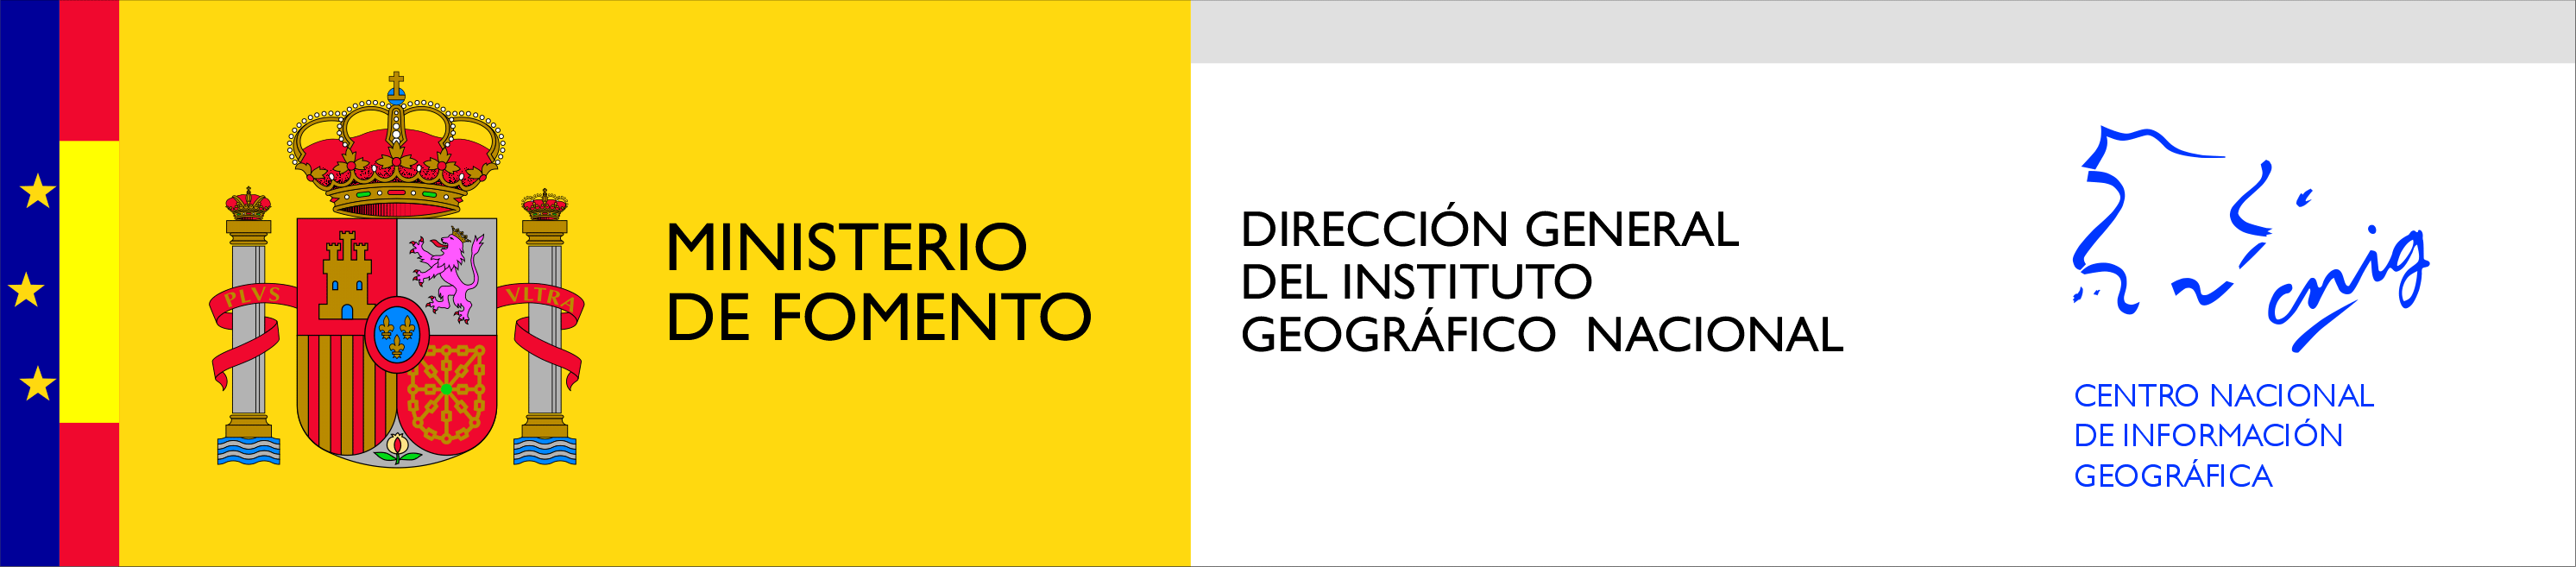 PLVS
VLTRA
MINISTERIO
DE FOMENTO
DIRECCIÓN GENERAL
DEL INSTITUTO
GEOGRÁFICO NACIONAL
cnig
CENTRO NACIONAL
DE INFORMACIÓN
GEOGRÁFICA